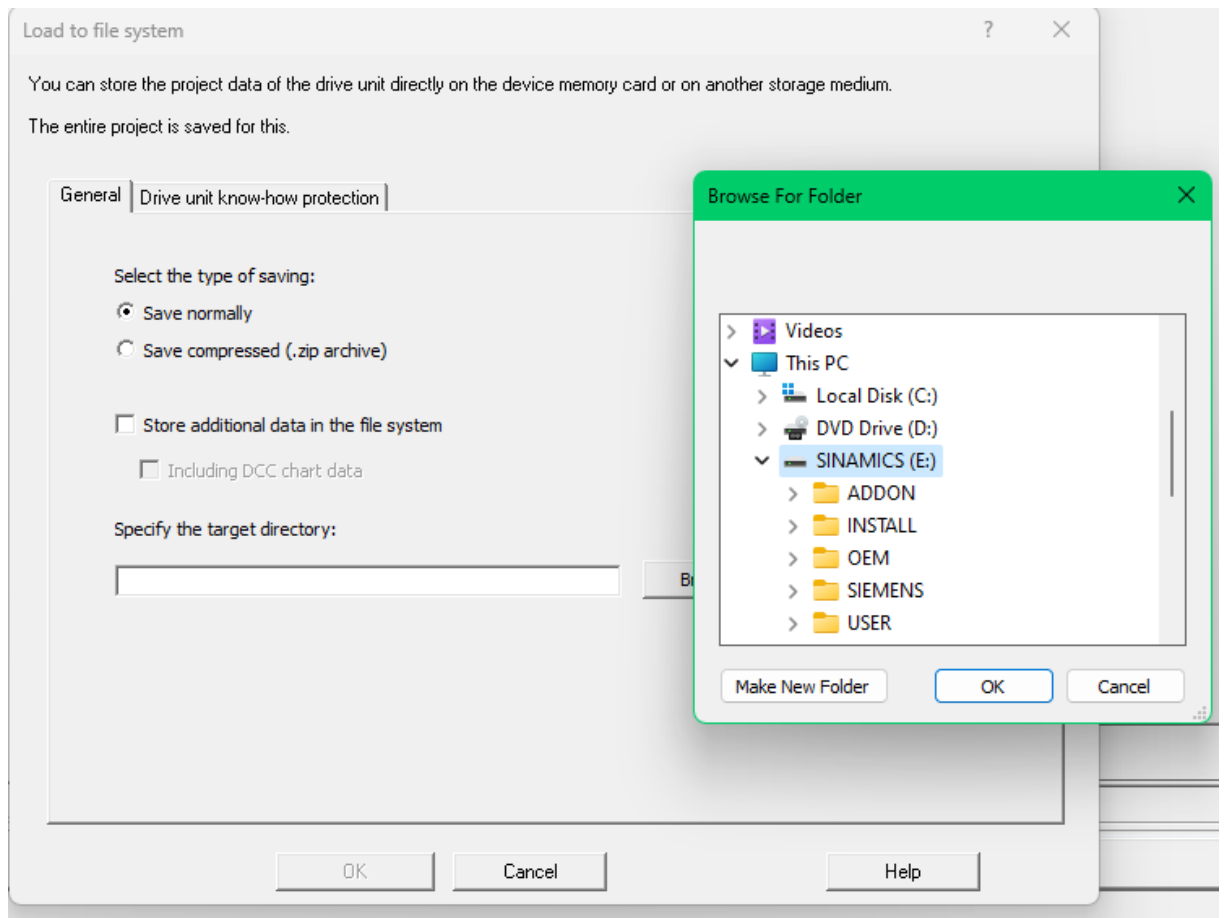 Load to file system
?
You can store the project data of the drive unit directly on the device memory card or on another storage medium.
The entire project is saved for this.
General
Drive unit know-how protection
Select the type of saving:
Save normally
Save compressed (.zip archive)
Store additional data in the file system
Including DCC chart data
Specify the target directory:
OK
Cancel
Help
Browse For Folder
Videos
This PC
Local Disk (C:)
DVD Drive (D:)
SINAMICS (E:)
ADDON
INSTALL
OEM
SIEMENS
USER
Make New Folder
OK
Cancel